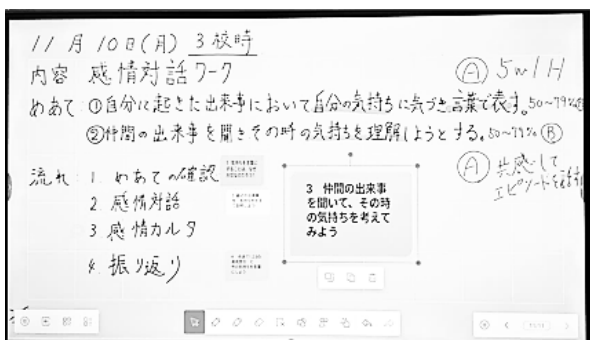 11月10日(月) 3校時
内容 感情対話ワーク
Ⓐ 5W1H
めあて:①自分に起きた出来事において自分の気持ちに気づき言葉で表す。50~79%Ⓑ
②仲間の出来事を聞きその時の気持ちを理解しようとする。50~79% Ⓑ
Ⓐ 共感して
エピソードを話す
流れ:1. めあての確認
2. 感情対話
3 感情カルタ
4. 振り返り
3 仲間の出来事
を聞いて、その時
の気持ちを考えて
みよう